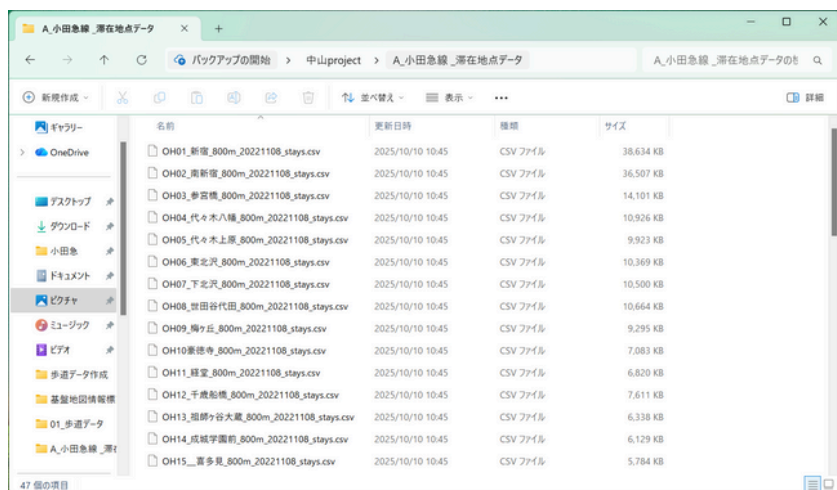 A_小田急線 _滞在地点データ
バックアップの開始 > 中山project > A_小田急線 _滞在地点データ
A_小田急線 _滞在地点データの
新規作成
並べ替え
表示
詳細
ギャラリー
OneDrive
デスクトップ
ダウンロード
小田急
ドキュメント
ピクチャ
ミュージック
ビデオ
歩道データ作成
基盤地図情報標
01_歩道データ
A_小田急線 _滞在
名前 更新日時 種類 サイズ
OH01_新宿_800m_20221108_stays.csv 2025/10/10 10:45 CSV ファイル 38,634 KB
OH02_南新宿_800m_20221108_stays.csv 2025/10/10 10:45 CSV ファイル 36,507 KB
OH03_参宮橋_800m_20221108_stays.csv 2025/10/10 10:45 CSV ファイル 14,101 KB
OH04_代々木八幡_800m_20221108_stays.csv 2025/10/10 10:45 CSV ファイル 10,926 KB
OH05_代々木上原_800m_20221108_stays.csv 2025/10/10 10:45 CSV ファイル 9,923 KB
OH06_東北沢_800m_20221108_stays.csv 2025/10/10 10:45 CSV ファイル 10,369 KB
OH07_下北沢_800m_20221108_stays.csv 2025/10/10 10:45 CSV ファイル 10,500 KB
OH08_世田谷代田_800m_20221108_stays.csv 2025/10/10 10:45 CSV ファイル 10,664 KB
OH09_梅ヶ丘_800m_20221108_stays.csv 2025/10/10 10:45 CSV ファイル 9,295 KB
OH10豪徳寺_800m_20221108_stays.csv 2025/10/10 10:45 CSV ファイル 7,083 KB
OH11_経堂_800m_20221108_stays.csv 2025/10/10 10:45 CSV ファイル 6,820 KB
OH12_千歳船橋_800m_20221108_stays.csv 2025/10/10 10:45 CSV ファイル 7,611 KB
OH13_祖師ヶ谷大蔵_800m_20221108_stays.csv 2025/10/10 10:45 CSV ファイル 6,338 KB
OH14_成城学園前_800m_20221108_stays.csv 2025/10/10 10:45 CSV ファイル 6,129 KB
OH15__喜多見_800m_20221108_stays.csv 2025/10/10 10:45 CSV ファイル 5,784 KB
47 個の項目